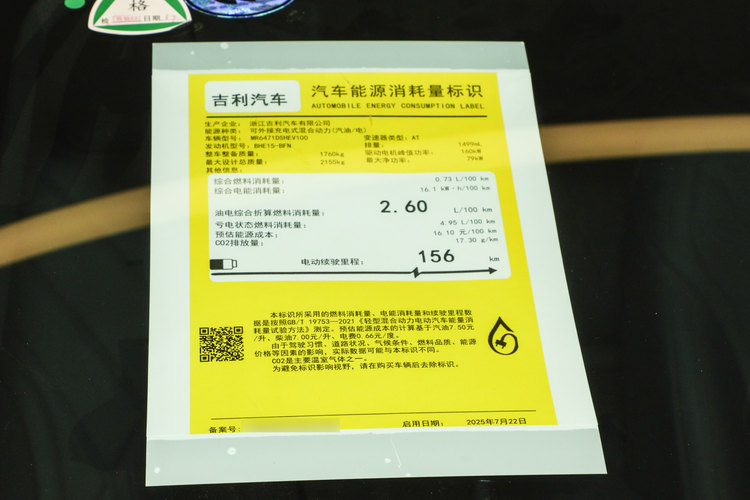 格
检 日期
吉利汽车
汽车能源消耗量标识
AUTOMOBILE ENERGY CONSUMPTION LABEL
生产企业: 浙江吉利汽车有限公司
能源种类: 可外接充电式混合动力(汽油/电)
车辆型号: MR6471DSHEV100 变速器类型: AT
发动机型号: BHE15-BFN 排量: 1499mL
整车整备质量: 1760kg 驱动电机峰值功率: 160kW
最大设计总质量: 2155kg 最大净功率: 79kW
其他信息:
综合燃料消耗量: 0.73 L/100 km
综合电能消耗量: 16.1 kW·h/100 km
油电综合折算燃料消耗量: 2.60 L/100 km
亏电状态燃料消耗量: 4.95 L/100 km
预估能源成本: 16.10 元/100 km
CO2排放量: 17.30 g/km
电动续驶里程: 156 km
本标识所采用的燃料消耗量、电能消耗量和续驶里程数
据是按照GB/T 19753—2021《轻型混合动力电动汽车能量消
耗量试验方法》测定。预估能源成本的计算基于汽油7.50元
/升、柴油7.00元/升、电费0.66元/度。
由于驾驶习惯、道路状况、气候条件、燃料品质、能源
价格等因素的影响，实际数据可能与本标识不同。
CO2是主要温室气体之一。
为避免标识影响视野，请在购买车辆后去除标识。
备案号: 启用日期: 2025年7月22日